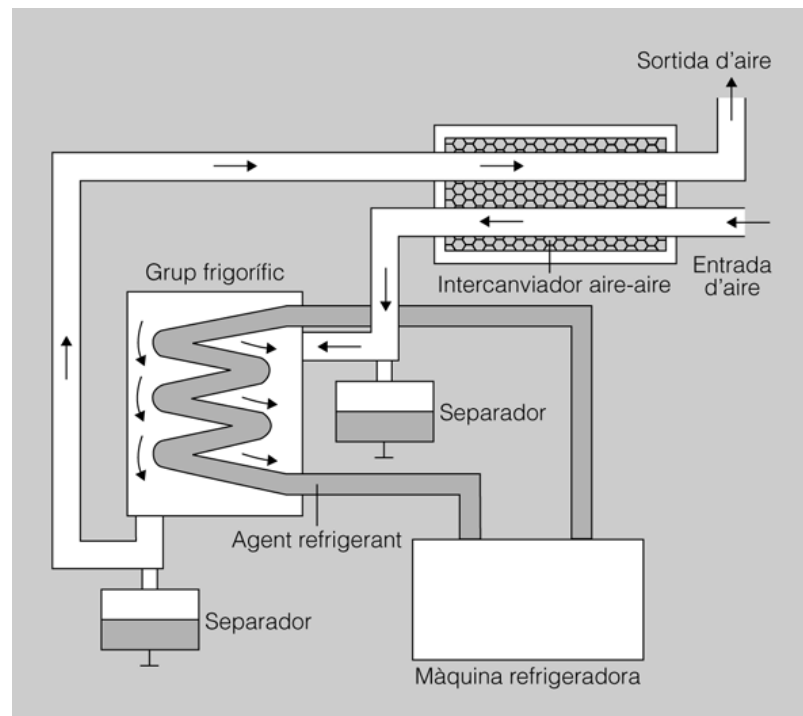 Sortida d'aire
Grup frigorífic
Intercanviador aire-aire
Entrada
d'aire
Separador
Agent refrigerant
Separador
Màquina refrigeradora